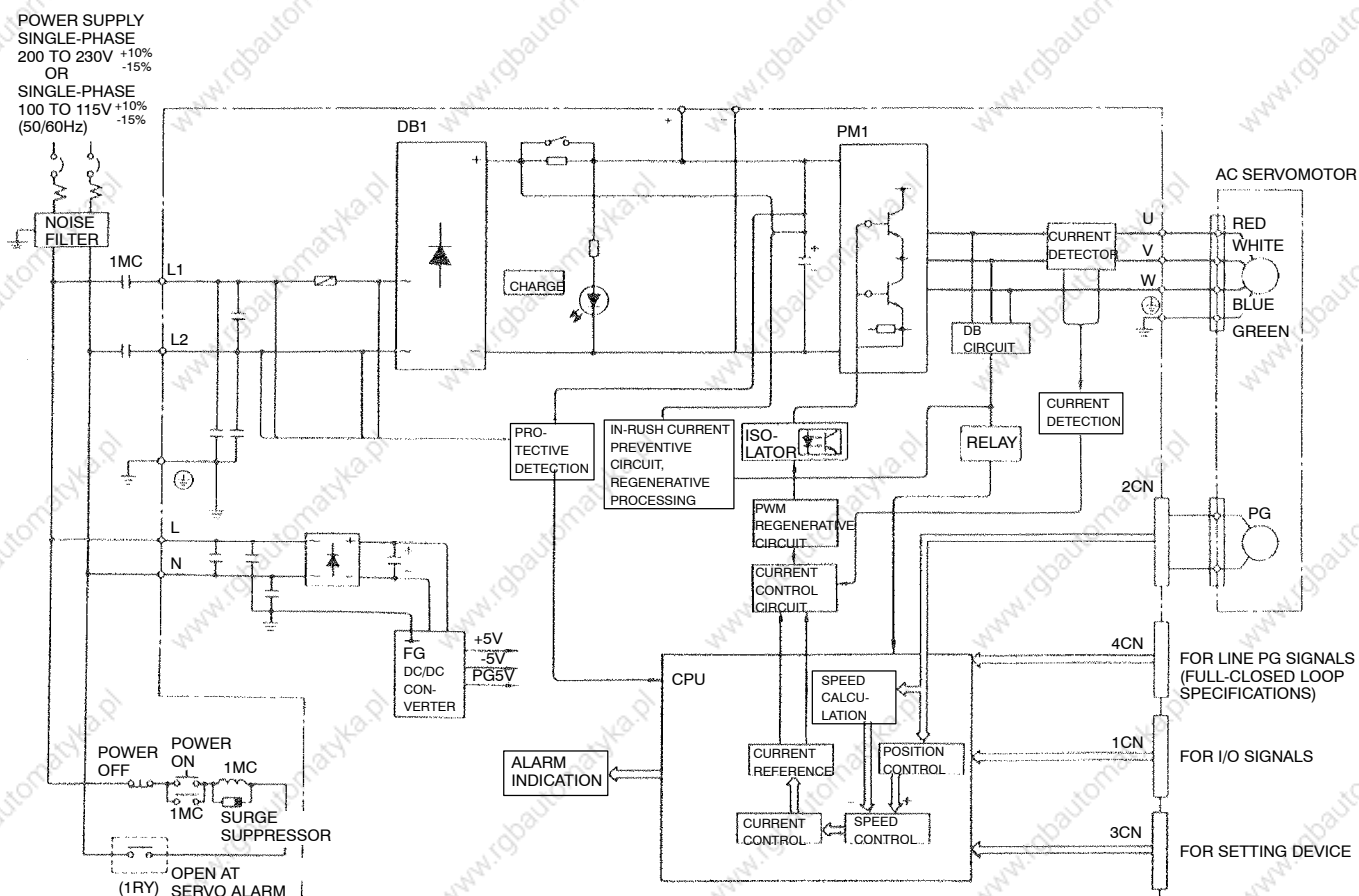 POWER SUPPLY
SINGLE-PHASE
200 TO 230V +10%
-15%
OR
SINGLE-PHASE
100 TO 115V +10%
-15%
(50/60Hz)
NOISE
FILTER
1MC
L1
L2
L
N
DB1
+
~
~
CHARGE
+
-
PM1
+
U
V
W
CURRENT
DETECTOR
DB
CIRCUIT
AC SERVOMOTOR
RED
WHITE
BLUE
GREEN
PRO-
TECTIVE
DETECTION
IN-RUSH CURRENT
PREVENTIVE
CIRCUIT,
REGENERATIVE
PROCESSING
ISO-
LATOR
RELAY
CURRENT
DETECTION
PWM
REGENERATIVE
CIRCUIT
CURRENT
CONTROL
CIRCUIT
2CN
PG
FG
DC/DC
CON-
VERTER
+5V
-5V
PG5V
CPU
SPEED
CALCU-
LATION
CURRENT
REFERENCE
POSITION
CONTROL
CURRENT
CONTROL
SPEED
CONTROL
-
+
ALARM
INDICATION
4CN
FOR LINE PG SIGNALS
(FULL-CLOSED LOOP
SPECIFICATIONS)
1CN
FOR I/O SIGNALS
3CN
FOR SETTING DEVICE
POWER
OFF
POWER
ON
1MC
1MC
SURGE
SUPPRESSOR
(1RY)
OPEN AT
SERVO ALARM
www.rgbautomatyka.pl